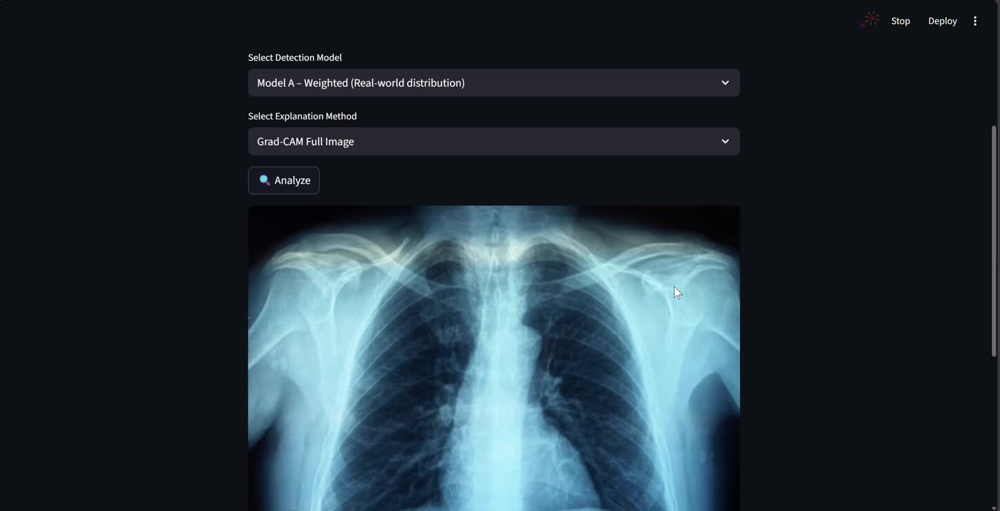 Stop Deploy
Select Detection Model
Model A – Weighted (Real-world distribution)
Select Explanation Method
Grad-CAM Full Image
Analyze